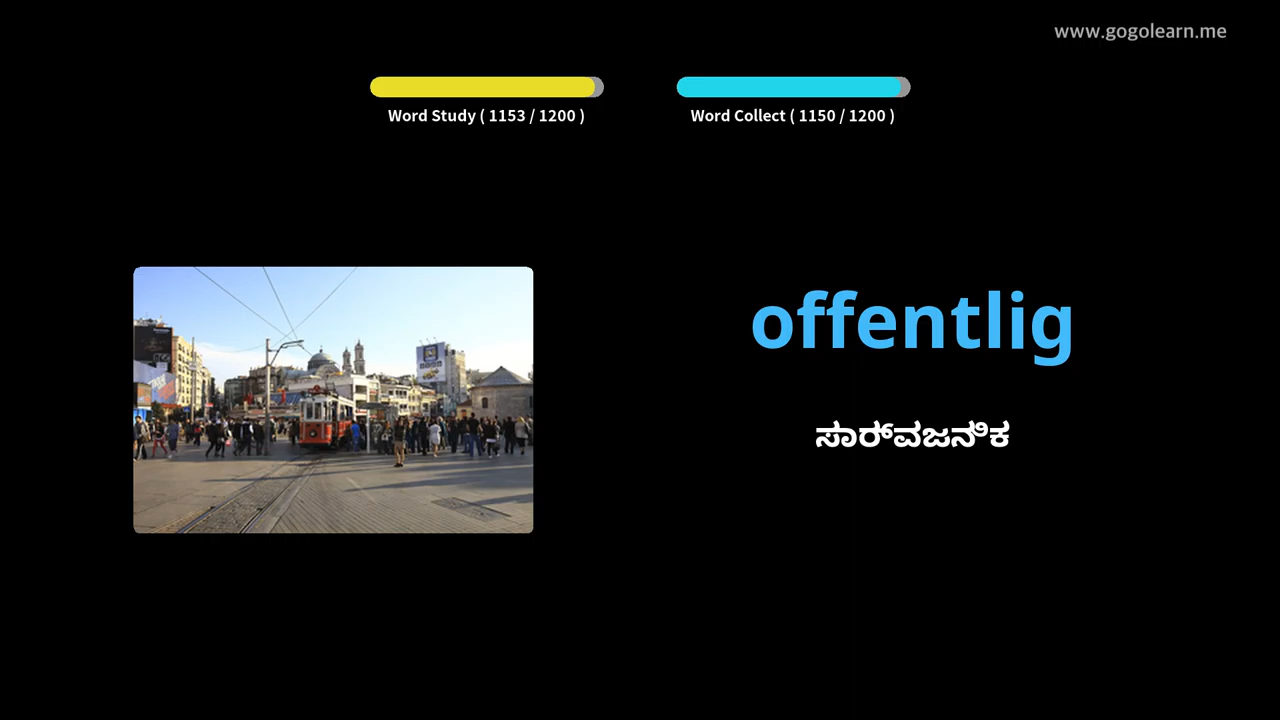 www.gogolearn.me
Word Study ( 1153 / 1200 )
Word Collect ( 1150 / 1200 )
offentlig
ಸಾರ್ವಜನಿಕ